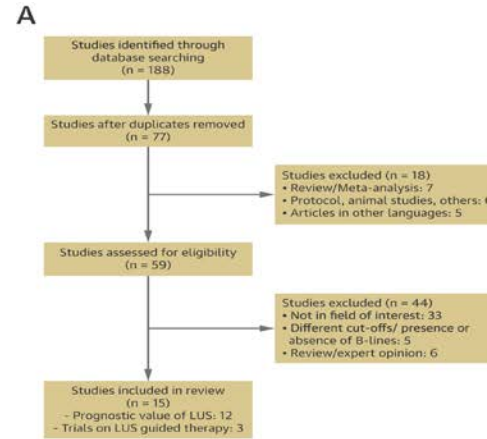 A
Studies identified through
database searching
(n = 188)
Studies after duplicates removed
(n = 77)
Studies excluded (n = 18)
• Review/Meta-analysis: 7
• Protocol, animal studies, others:
• Articles in other languages: 5
Studies assessed for eligibility
(n = 59)
Studies excluded (n = 44)
• Not in field of interest: 33
• Different cut-offs/ presence or
absence of B-lines: 5
• Review/expert opinion: 6
Studies included in review
(n = 15)
- Prognostic value of LUS: 12
- Trials on LUS guided therapy: 3